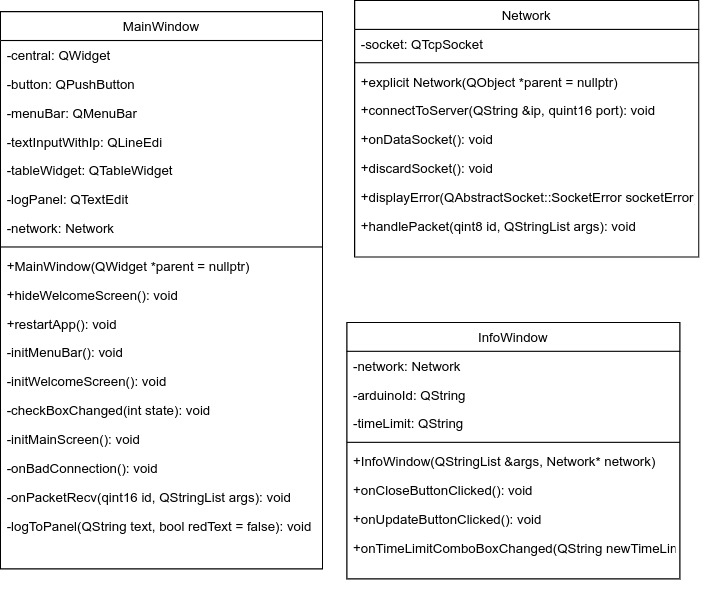 MainWindow
-central: QWidget
-button: QPushButton
-menuBar: QMenuBar
-textInputWithIp: QLineEdi
-tableWidget: QTableWidget
-logPanel: QTextEdit
-network: Network
+MainWindow(QWidget *parent = nullptr)
+hideWelcomeScreen(): void
+restartApp(): void
-initMenuBar(): void
-initWelcomeScreen(): void
-checkBoxChanged(int state): void
-initMainScreen(): void
-onBadConnection(): void
-onPacketRecv(qint16 id, QStringList args): void
-logToPanel(QString text, bool redText = false): void
Network
-socket: QTcpSocket
+explicit Network(QObject *parent = nullptr)
+connectToServer(QString &ip, quint16 port): void
+onDataSocket(): void
+discardSocket(): void
+displayError(QAbstractSocket::SocketError socketError
+handlePacket(qint8 id, QStringList args): void
InfoWindow
-network: Network
-arduinoId: QString
-timeLimit: QString
+InfoWindow(QStringList &args, Network* network)
+onCloseButtonClicked(): void
+onUpdateButtonClicked(): void
+onTimeLimitComboBoxChanged(QString newTimeLin